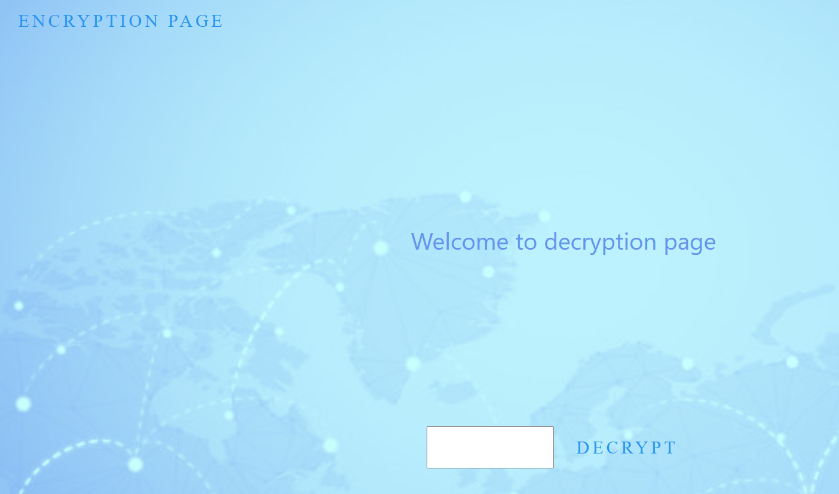 ENCRYPTION PAGE
Welcome to decryption page
DECRYPT